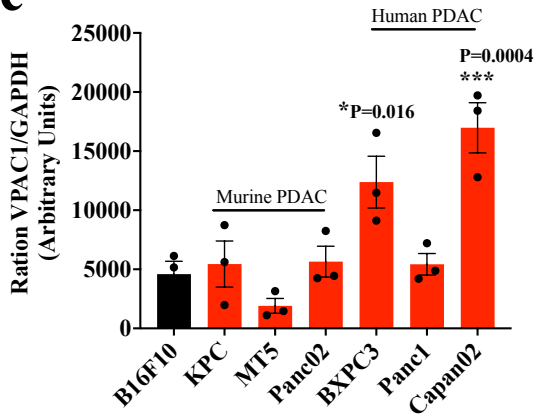 c
Human PDAC
P=0.0004
***
*P=0.016
Murine PDAC
Ration VPAC1/GAPDH
(Arbitrary Units)
25000
20000
15000
10000
5000
0
B16F10
KPC
MT5
Panc02
BXPC3
Panc1
Capan02